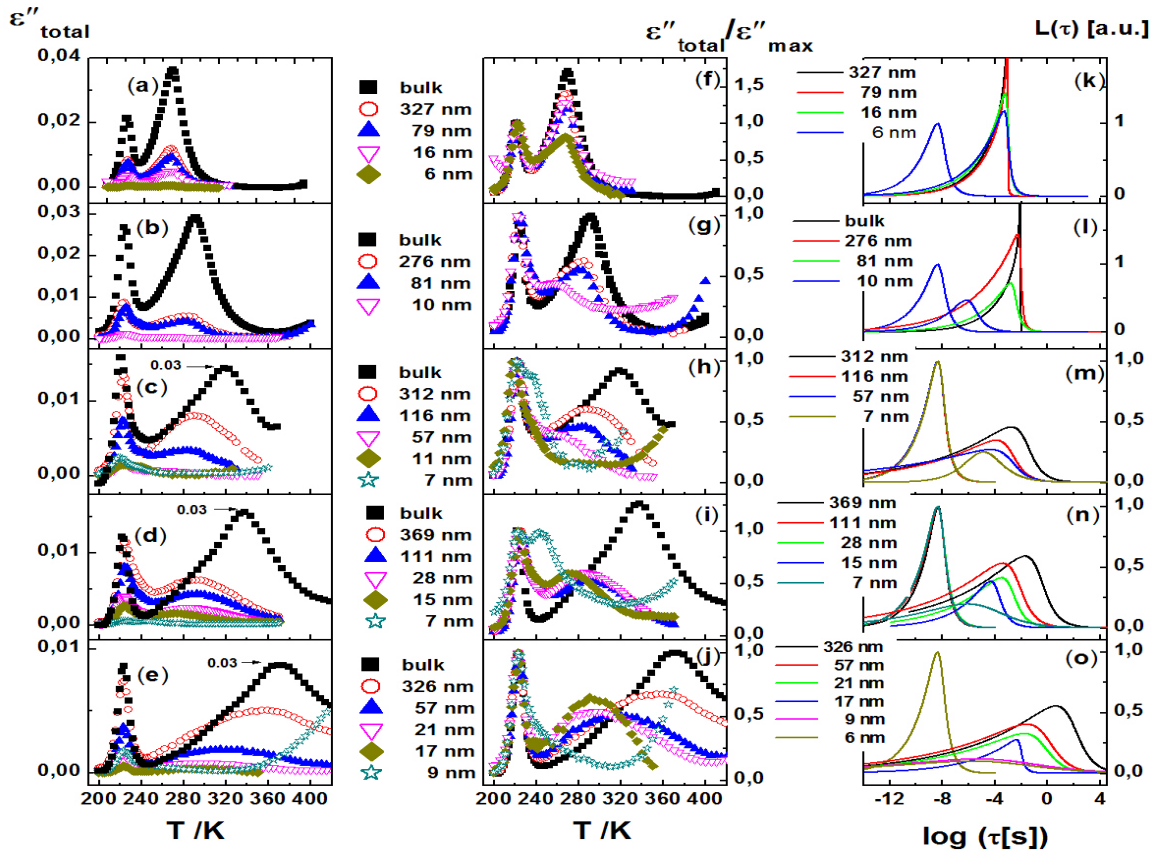 ε″total
ε″total/ε″max
L(τ) [a.u.]
0,04
0,02
0,00
(a)
bulk
327 nm
79 nm
16 nm
6 nm
(f)
1,5
1,0
0,5
0,0
327 nm
79 nm
16 nm
6 nm
(k)
1
0
0,03
0,02
0,01
0,00
(b)
bulk
276 nm
81 nm
10 nm
(g)
1,0
0,5
0,0
bulk
276 nm
81 nm
10 nm
(l)
1
0
0,01
0,00
0.03
(c)
bulk
312 nm
116 nm
57 nm
11 nm
7 nm
(h)
1,0
0,5
0,0
312 nm
116 nm
57 nm
7 nm
(m)
1,0
0,5
0,0
0,01
0,00
0.03
(d)
bulk
369 nm
111 nm
28 nm
15 nm
7 nm
(i)
1,0
0,5
0,0
369 nm
111 nm
28 nm
15 nm
7 nm
(n)
1,0
0,5
0,0
0,01
0,00
0.03
(e)
bulk
326 nm
57 nm
21 nm
17 nm
9 nm
(j)
1,0
0,5
0,0
326 nm
57 nm
21 nm
17 nm
9 nm
6 nm
(o)
1,0
0,5
0,0
200 240 280 320 360 400
200 240 280 320 360 400
-12 -8 -4 0 4
T /K
T /K
log (τ[s])